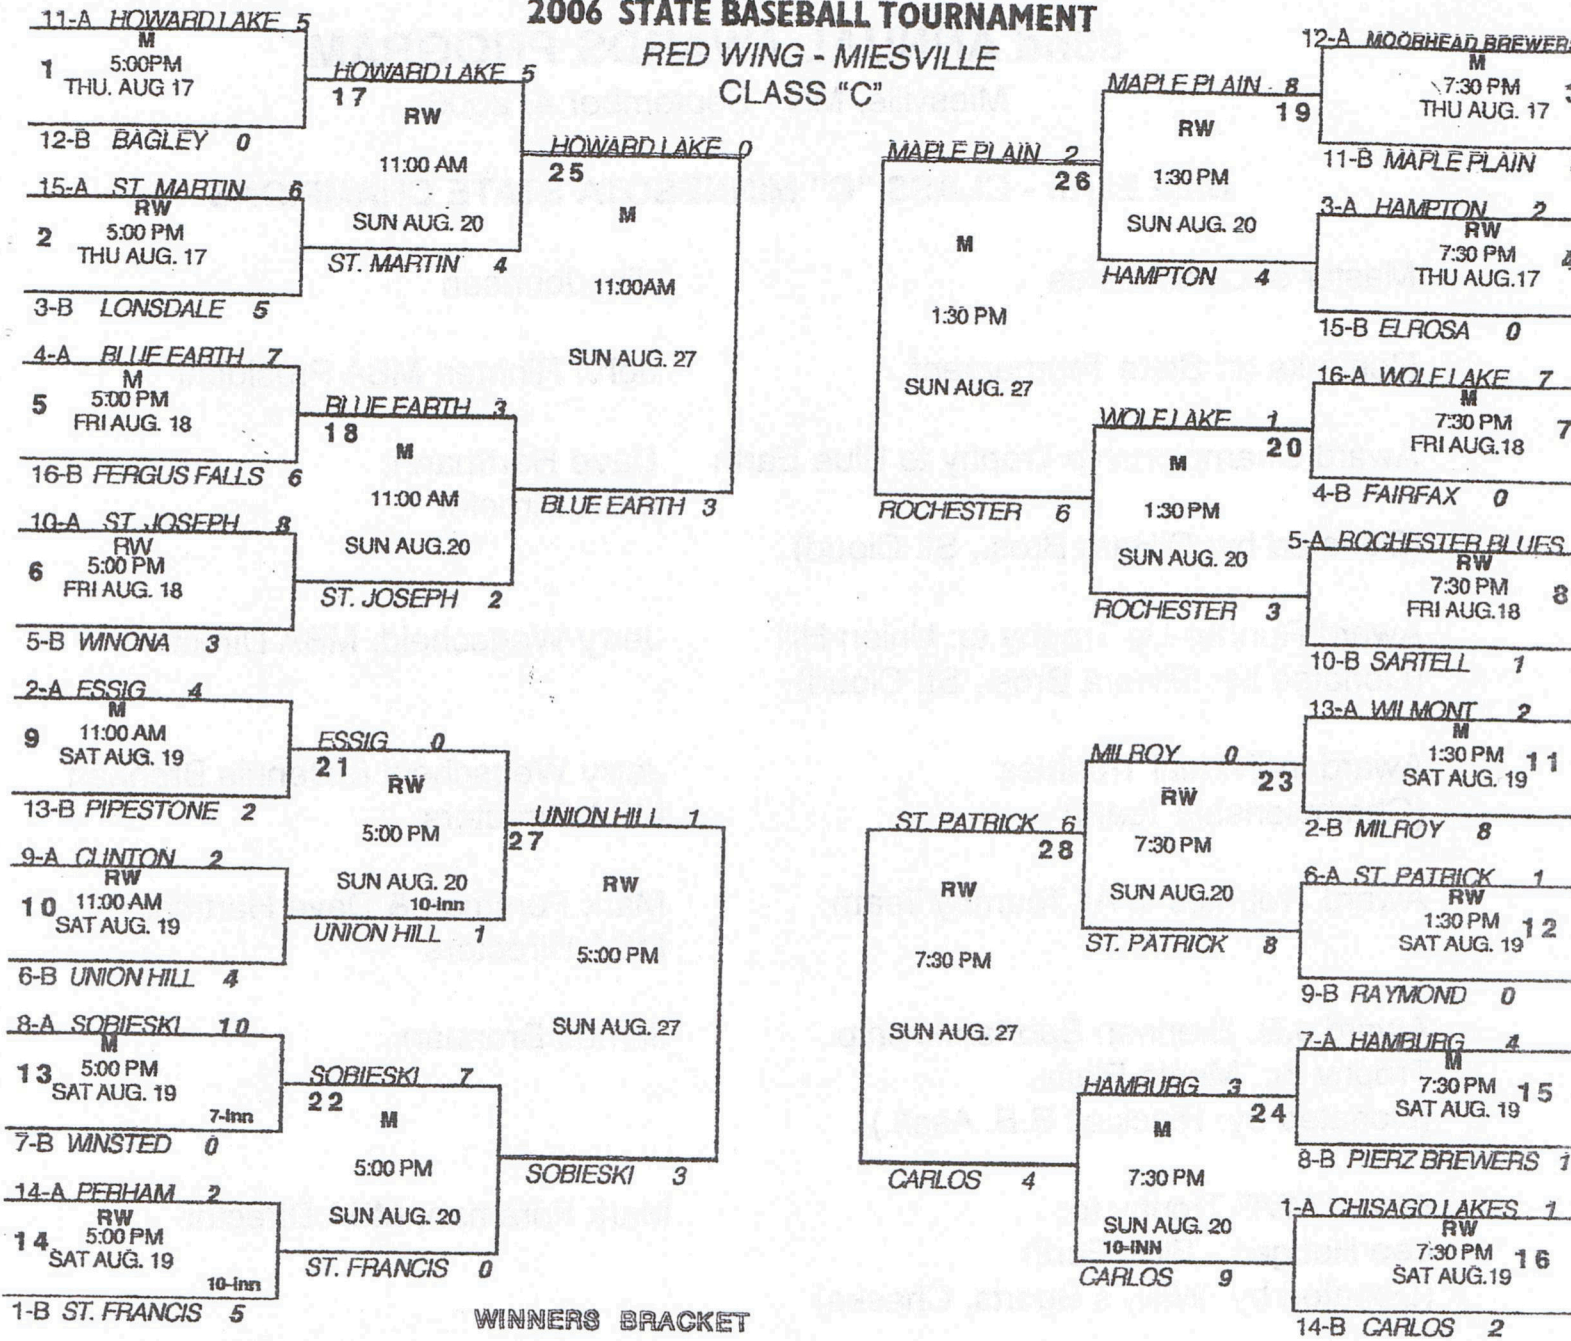 2006 STATE BASEBALL TOURNAMENT
RED WING - MIESVILLE
CLASS "C"
11-A HOWARD LAKE 5
M
1 5:00PM
THU. AUG 17
12-B BAGLEY 0
15-A ST. MARTIN 6
RW
2 5:00 PM
THU AUG. 17
3-B LONSDALE 5
4-A BLUE EARTH 7
M
5 5:00 PM
FRI AUG. 18
16-B FERGUS FALLS 6
10-A ST. JOSEPH 8
RW
6 5:00 PM
FRI AUG. 18
5-B WINONA 3
2-A ESSIG 4
M
9 11:00 AM
SAT AUG. 19
13-B PIPESTONE 2
9-A CLINTON 2
RW
10 11:00 AM
SAT AUG. 19
6-B UNION HILL 4
8-A SOBIESKI 10
M
13 5:00 PM
SAT AUG. 19
7-Inn
7-B WINSTED 0
14-A PERHAM 2
RW
14 5:00 PM
SAT AUG. 19
10-inn
1-B ST. FRANCIS 5
HOWARD LAKE 5
17
RW
11:00 AM
SUN AUG. 20
ST. MARTIN 4
BLUE EARTH 3
18
M
11:00 AM
SUN AUG.20
ST. JOSEPH 2
ESSIG 0
21
RW
5:00 PM
SUN AUG. 20
10-inn
UNION HILL 1
SOBIESKI 7
22
M
5:00 PM
SUN AUG. 20
ST. FRANCIS 0
HOWARD LAKE 0
25
M
11:00AM
SUN AUG. 27
BLUE EARTH 3
UNION HILL 1
27
RW
5:00 PM
SUN AUG. 27
SOBIESKI 3
MAPLE PLAIN 2
26
M
1:30 PM
SUN AUG. 27
ROCHESTER 6
ST. PATRICK 6
28
RW
7:30 PM
SUN AUG. 27
CARLOS 4
MAPLE PLAIN 8
19
RW
1:30 PM
SUN AUG. 20
HAMPTON 4
WOLF LAKE 1
20
M
1:30 PM
SUN AUG. 20
ROCHESTER 3
MILROY 0
23
RW
7:30 PM
SUN AUG.20
ST. PATRICK 8
HAMBURG 3
24
M
7:30 PM
SUN AUG. 20
10-INN
CARLOS 9
12-A MOORHEAD BREWERS
M
7:30 PM
THU AUG. 17
11-B MAPLE PLAIN
3-A HAMPTON 2
RW
7:30 PM 4
THU AUG.17
15-B ELROSA 0
16-A WOLF LAKE 7
M
7:30 PM 7
FRI AUG.18
4-B FAIRFAX 0
5-A ROCHESTER BLUES
RW
7:30 PM 8
FRI AUG.18
10-B SARTELL 1
13-A WILMONT 2
M
1:30 PM 11
SAT AUG. 19
2-B MILROY 8
6-A ST. PATRICK 1
RW
1:30 PM 12
SAT AUG. 19
9-B RAYMOND 0
7-A HAMBURG 4
M
7:30 PM 15
SAT AUG. 19
8-B PIERZ BREWERS 1
1-A CHISAGO LAKES 1
RW
7:30 PM 16
SAT AUG.19
14-B CARLOS 2
WINNERS BRACKET